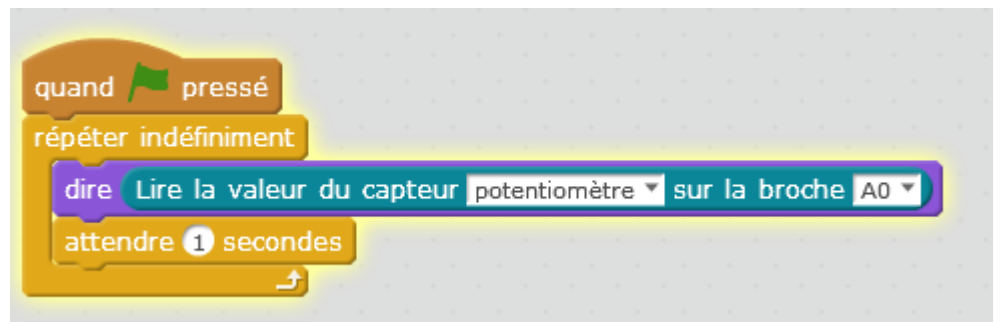 quand pressé
répéter indéfiniment
dire Lire la valeur du capteur potentiomètre sur la broche A0
attendre 1 secondes